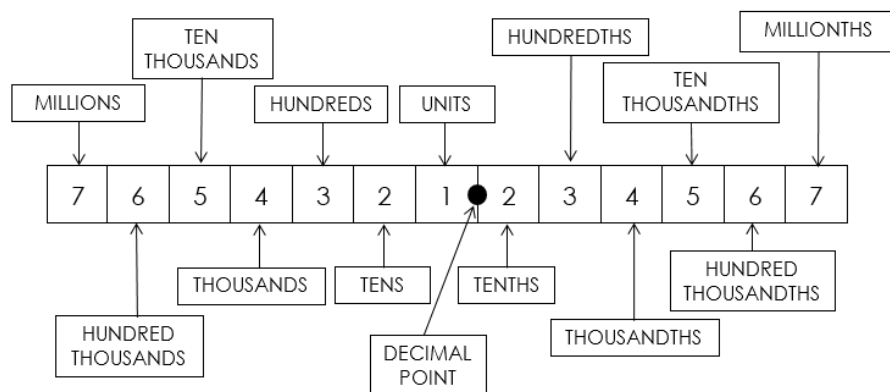 TEN
THOUSANDS
HUNDREDTHS
MILLIONTHS
MILLIONS
HUNDREDS
UNITS
TEN
THOUSANDTHS
7 6 5 4 3 2 1 2 3 4 5 6 7
THOUSANDS
TENS
TENTHS
HUNDRED
THOUSANDTHS
HUNDRED
THOUSANDS
DECIMAL
POINT
THOUSANDTHS